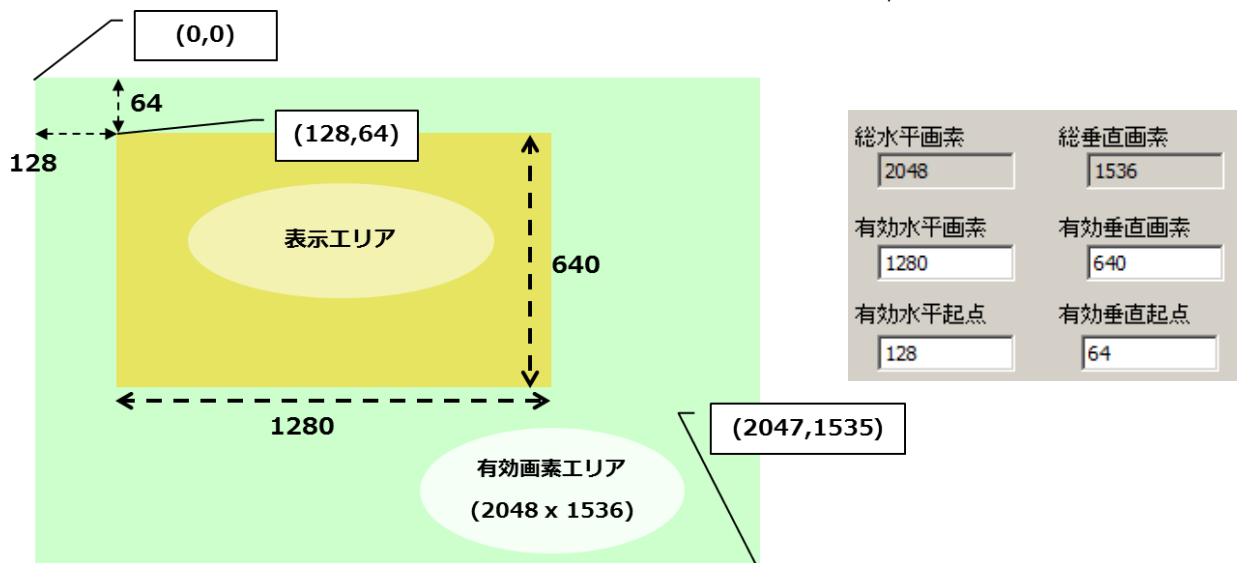 (0,0)
64
(128,64)
128
表示エリア
640
1280
(2047,1535)
有効画素エリア
(2048 x 1536)
総水平画素
総垂直画素
2048
1536
有効水平画素
有効垂直画素
1280
640
有効水平起点
有効垂直起点
128
64